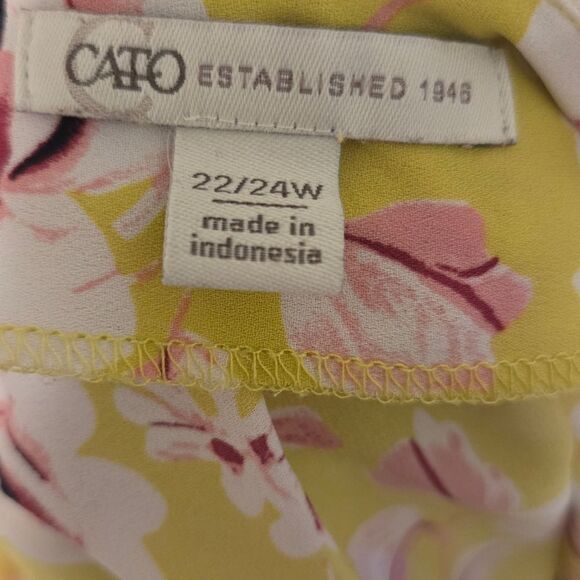 CATO ESTABLISHED 1946
22/24W
made in
indonesia